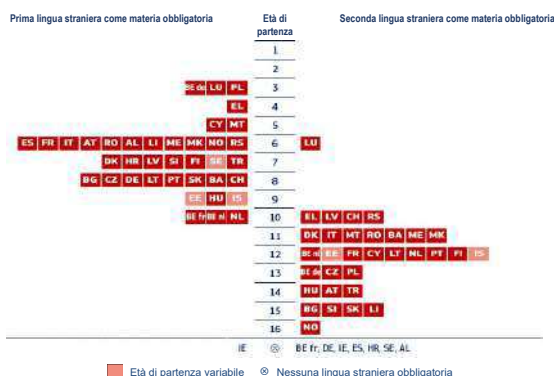 Prima lingua straniera come materia obbligatoria Età di partenza Seconda lingua straniera come materia obbligatoria
1
2
BE de LU PL 3
EL 4
CY MT 5
ES FR IT AT RO AL LI ME MK NO RS 6 LU
DK HR LV SI FI SE TR 7
BG CZ DE LT PT SK BA CH 8
EE HU IS 9
BE fr BE nl NL 10 EL LV CH RS
11 DK IT MT RO BA ME MK
12 BE nl EE FR CY LT NL PT FI IS
13 BE de CZ PL
14 HU AT TR
15 BG SI SK LI
16 NO
IE ⊗ BE fr, DE, IE, ES, HR, SE, AL
Età di partenza variabile ⊗ Nessuna lingua straniera obbligatoria